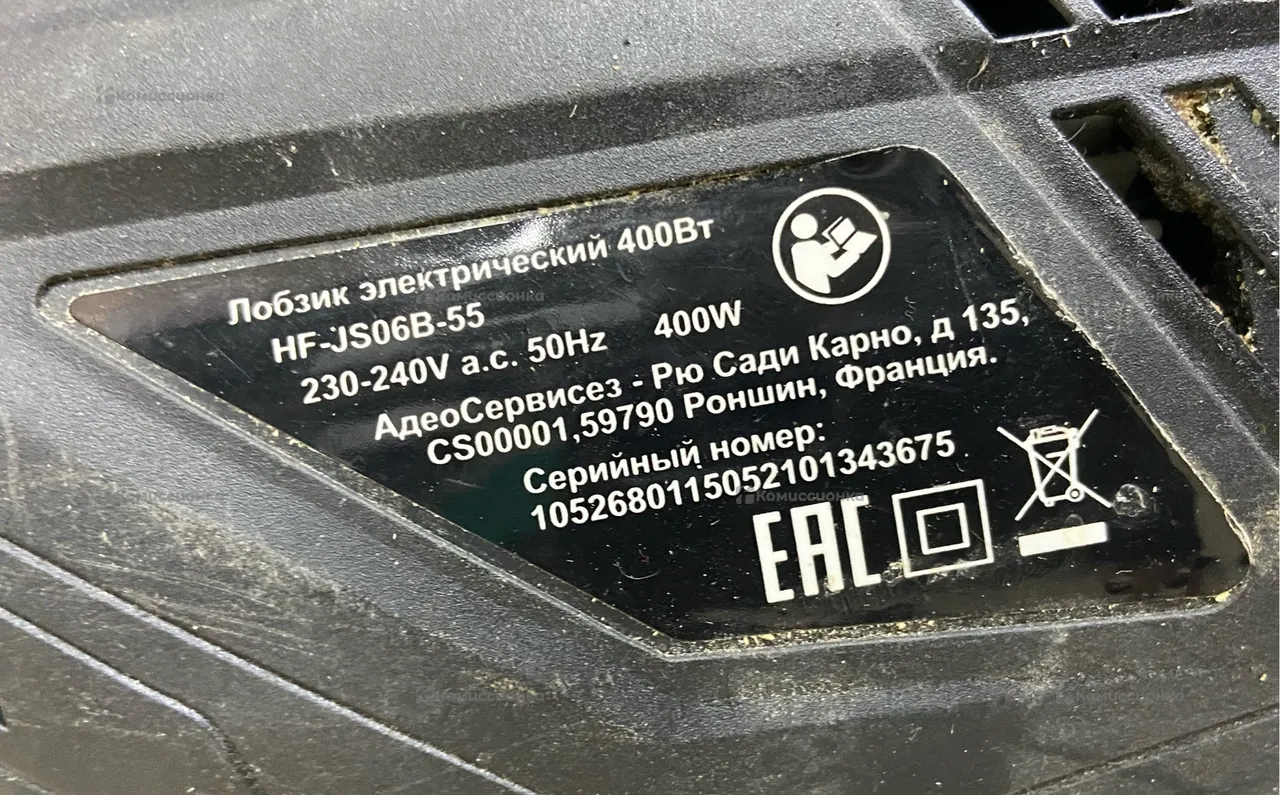 Лобзик электрический 400Вт
HF-JS06B-55
230-240V a.c. 50Hz 400W
АдеоСервисез - Рю Сади Карно, д 135,
CS00001,59790 Роншин, Франция.
Серийный номер:
1052680115052101343675
EAC
Комиссионка